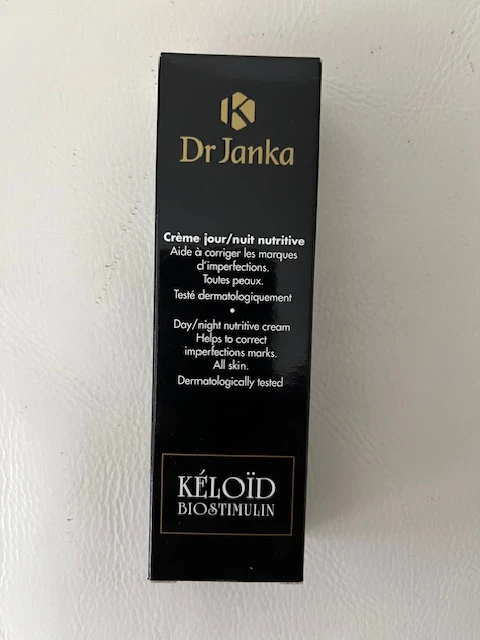 K
Dr Janka
Crème jour/nuit nutritive
Aide à corriger les marques
d'imperfections.
Toutes peaux.
Testé dermatologiquement
•
Day/night nutritive cream
Helps to correct
imperfections marks.
All skin.
Dermatologically tested
KÉLOÏD
BIOSTIMULIN